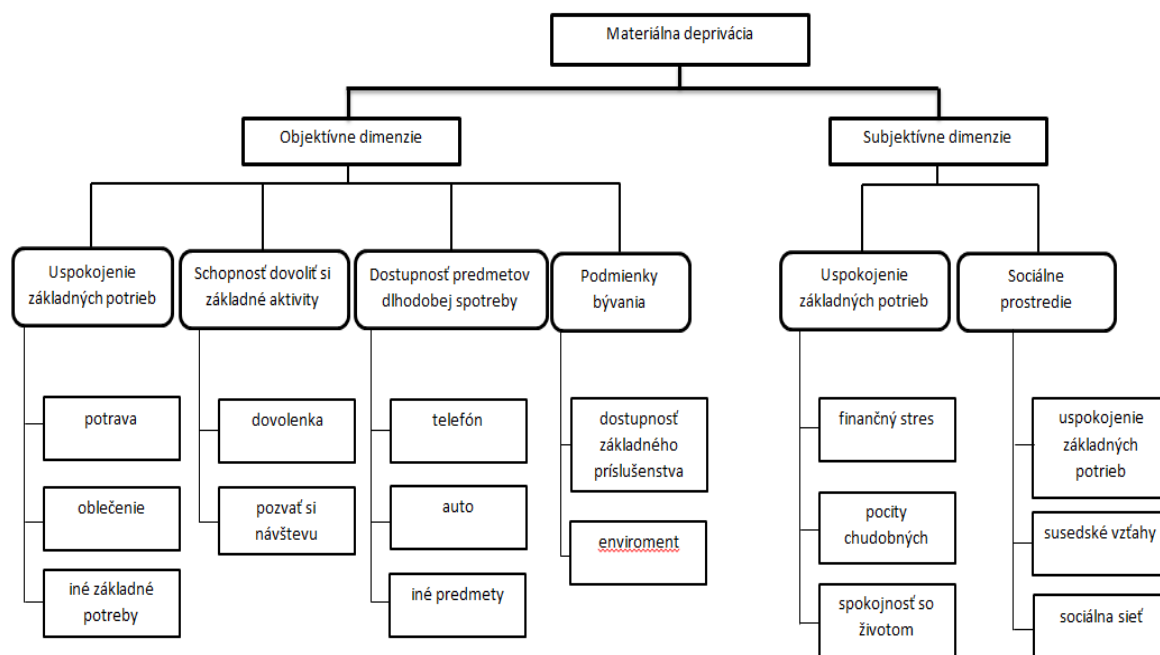 Materiálna deprivácia
Objektívne dimenzie
Subjektívne dimenzie
Uspokojenie
základných potrieb
Schopnosť dovoliť si
základné aktivity
Dostupnosť predmetov
dlhodobej spotreby
Podmienky
bývania
Uspokojenie
základných potrieb
Sociálne
prostredie
potrava
oblečenie
iné základné
potreby
dovolenka
pozvať si
návštevu
telefón
auto
iné predmety
dostupnosť
základného
príslušenstva
enviroment
finančný stres
pocity
chudobných
spokojnosť so
životom
uspokojenie
základných
potrieb
susedské vzťahy
sociálna sieť